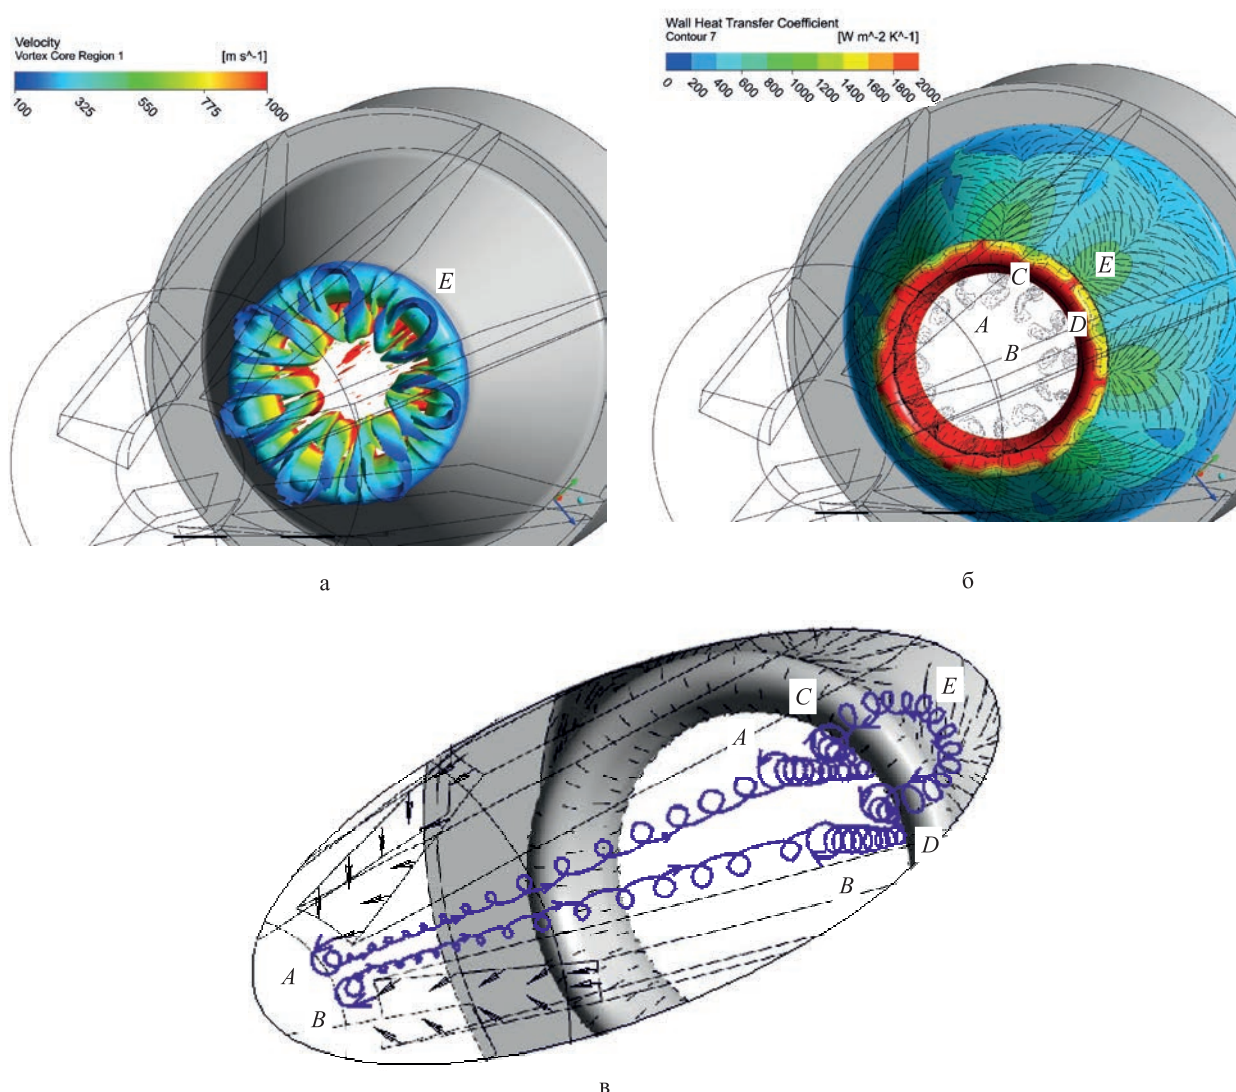 Velocity
Vortex Core Region 1 [m s^-1]
100 325 550 775 1000
E
а
Wall Heat Transfer Coefficient
Contour 7 [W m^-2 K^-1]
0 200 400 600 800 1000 1200 1400 1600 1800 2000
E
C
A
D
B
б
E
C
A
D
B
A
B
в